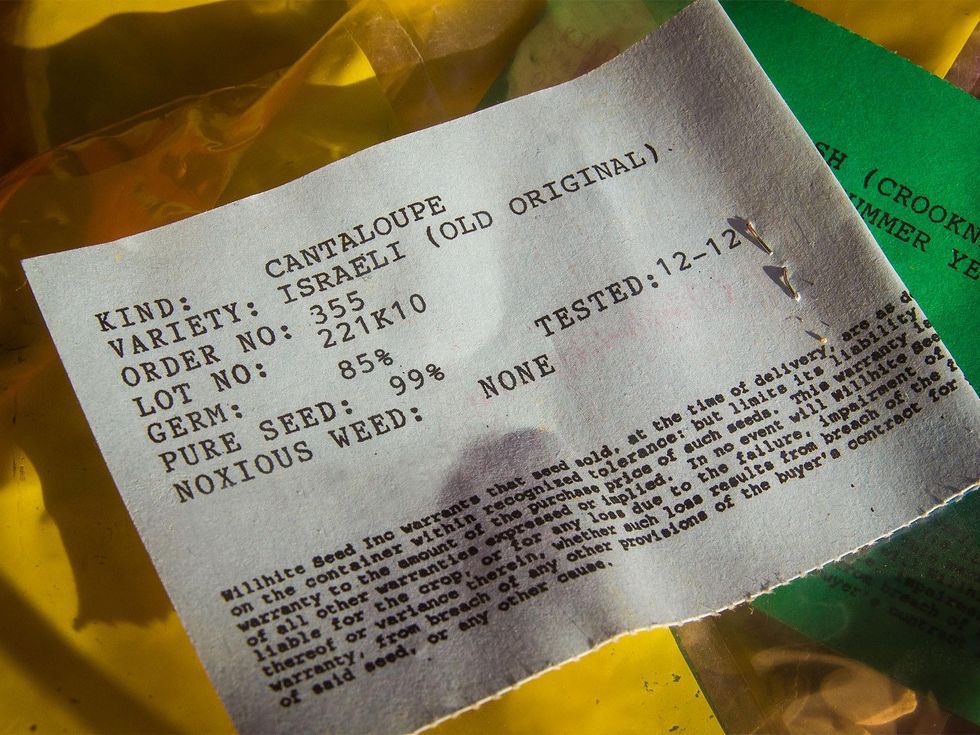 KIND: CANTALOUPE
VARIETY: ISRAELI (OLD ORIGINAL)
ORDER NO: 355
LOT NO: 221K10
GERM: 85% TESTED:12-12
PURE SEED: 99%
NOXIOUS WEED: NONE
Willhite Seed Inc warrants that seed sold, at the time of delivery, are as
on the container within recognized tolerance: but limits its liability
warranty to the amount of the purchase price of such seeds. This warranty is
of all other warranties expressed or implied. In no event will Willhite See
liable for the crop, or for any loss due to the failure, impairment of
thereof or variance therein, whether such loss results from breach of the
warranty, from breach of any other provisions of the buyer's contract for
of said seed, or any other cause.
SH (CROOKN
UMMER YE